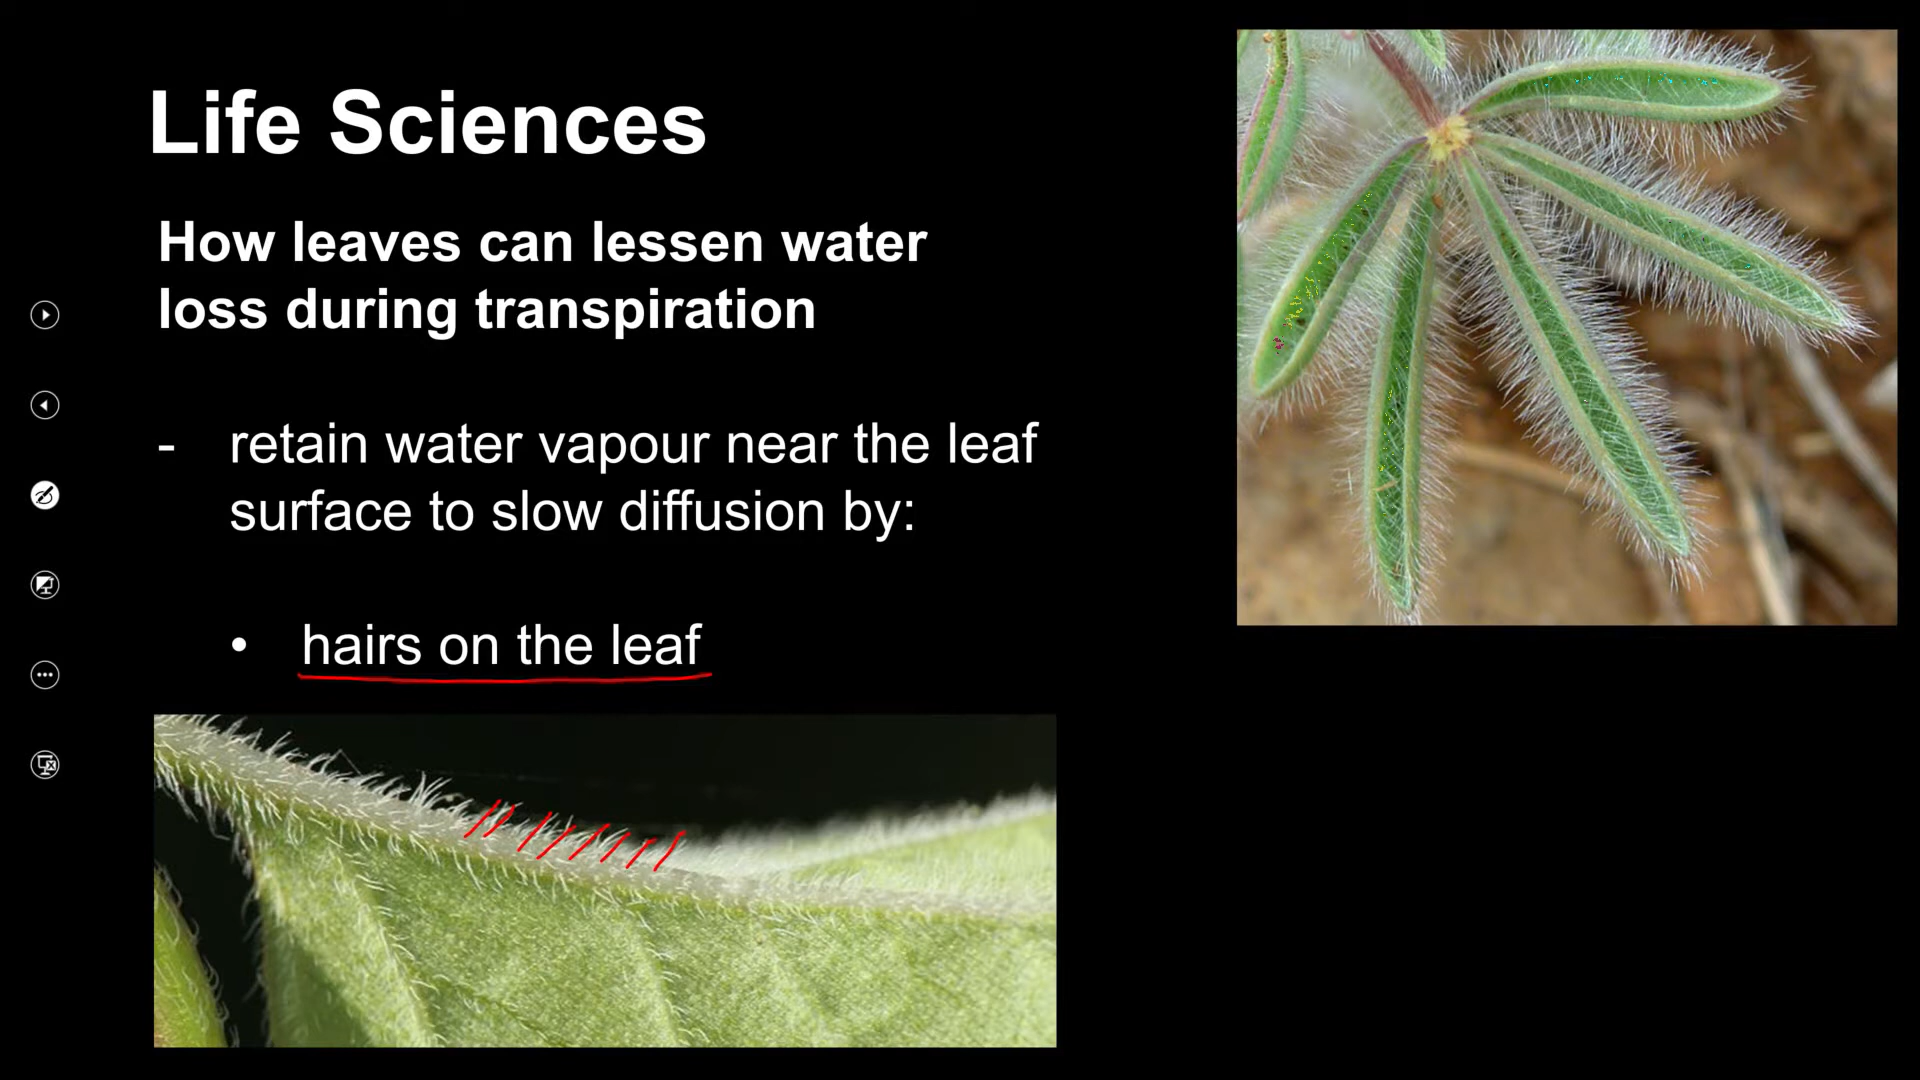 Life Sciences
How leaves can lessen water
loss during transpiration
- retain water vapour near the leaf
surface to slow diffusion by:
• hairs on the leaf